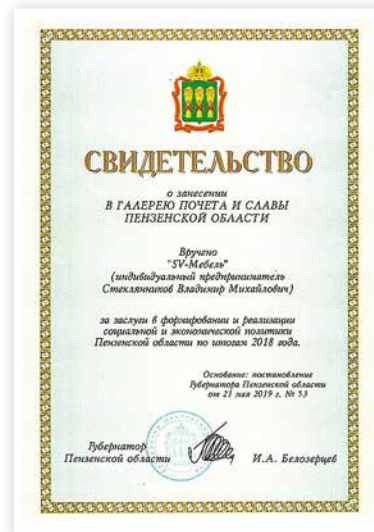 СВИДЕТЕЛЬСТВО
о занесении
В ГАЛЕРЕЮ ПОЧЕТА И СЛАВЫ
ПЕНЗЕНСКОЙ ОБЛАСТИ
Вручено
"SV-Мебель"
(индивидуальный предприниматель
Стеклянников Владимир Михайлович)
за заслуги в формировании и реализации
социальной и экономической политики
Пензенской области по итогам 2018 года.
Основание: постановление
Губернатора Пензенской области
от 21 мая 2019 г. № 53
Губернатор
Пензенской области
И.А. Белозерцев